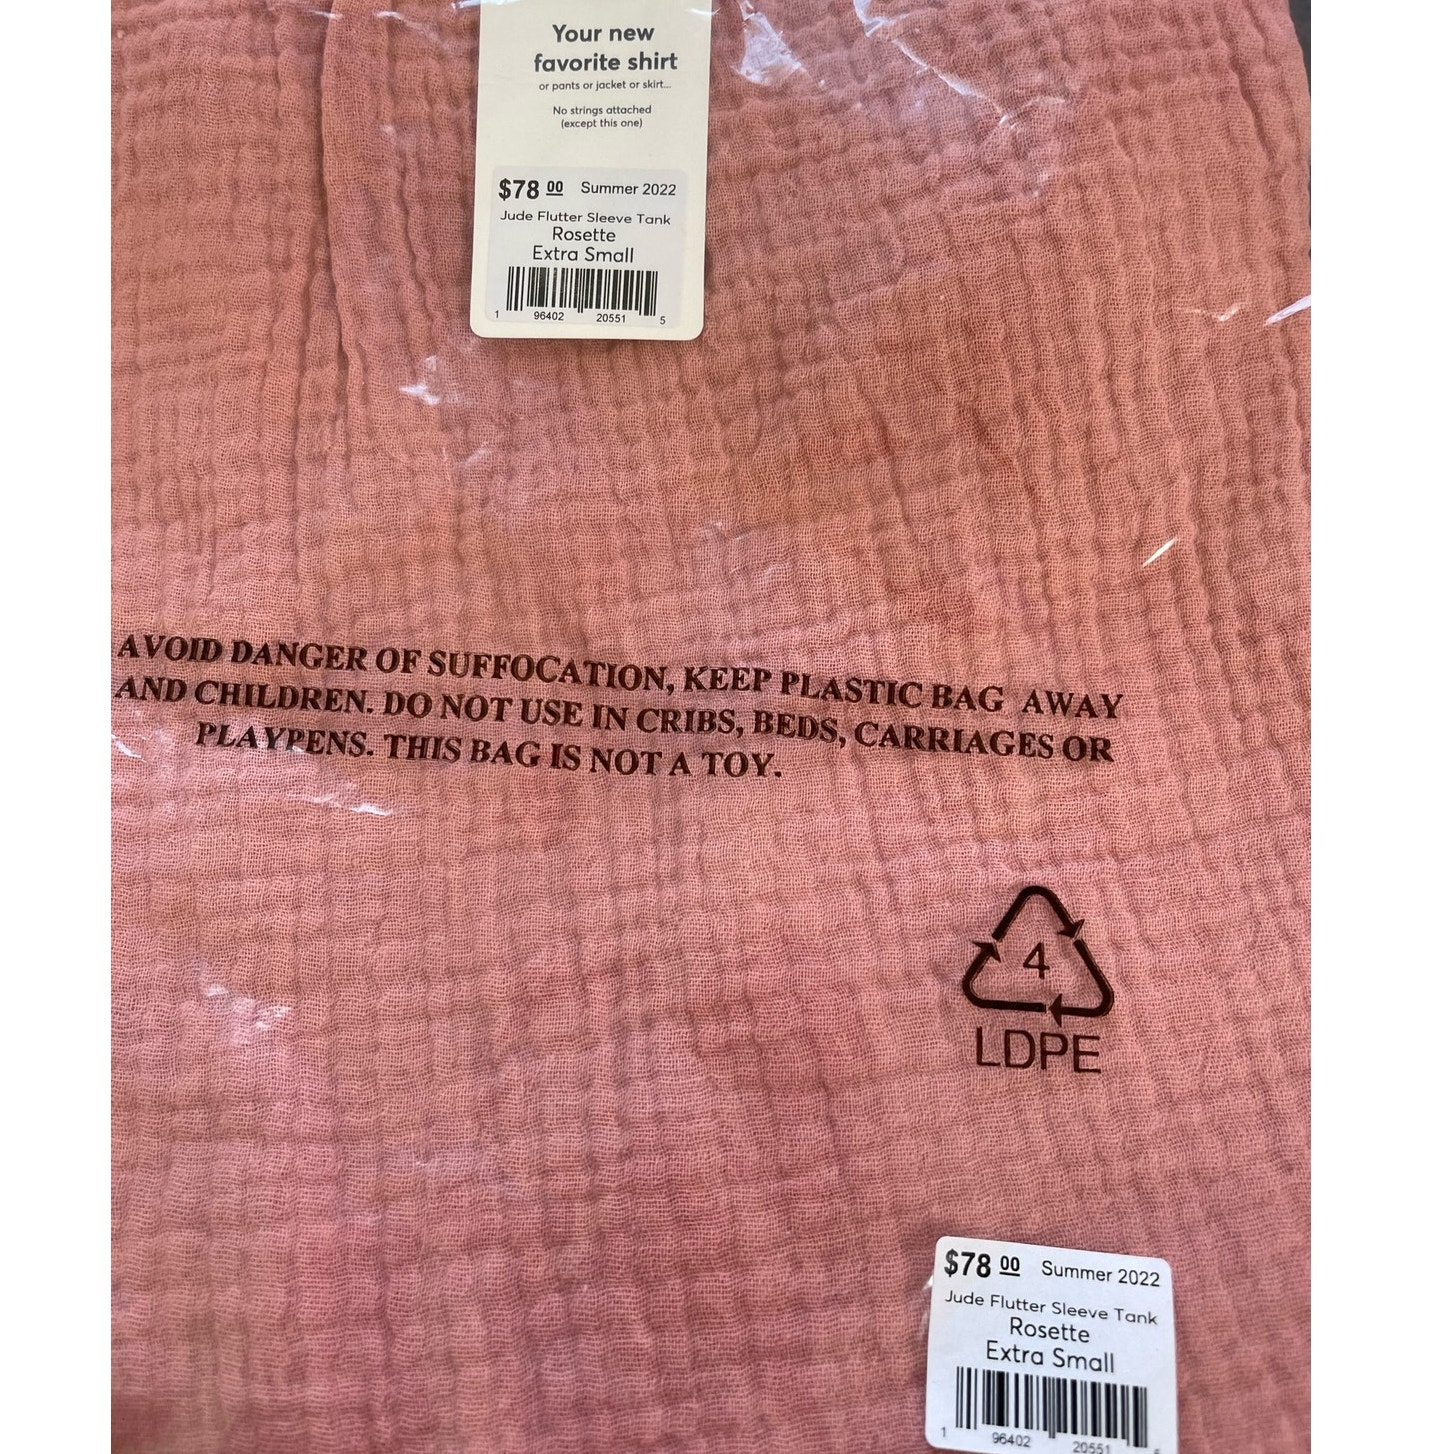 Your new
favorite shirt
or pants or jacket or skirt...
No strings attached
(except this one)
$78 00 Summer 2022
Jude Flutter Sleeve Tank
Rosette
Extra Small
1 96402 20551 5
AVOID DANGER OF SUFFOCATION, KEEP PLASTIC BAG AWAY
AND CHILDREN. DO NOT USE IN CRIBS, BEDS, CARRIAGES OR
PLAYPENS. THIS BAG IS NOT A TOY.
4
LDPE
$78 00 Summer 2022
Jude Flutter Sleeve Tank
Rosette
Extra Small
1 96402 20551